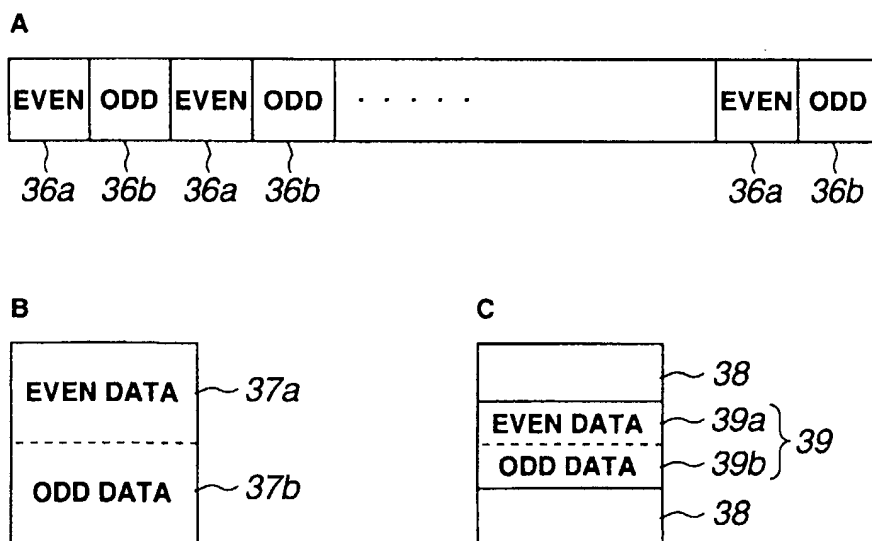 A
EVEN ODD EVEN ODD . . . . . EVEN ODD
36a 36b 36a 36b 36a 36b
B C
EVEN DATA 37a
ODD DATA 37b
38
EVEN DATA 39a
ODD DATA 39b
39
38